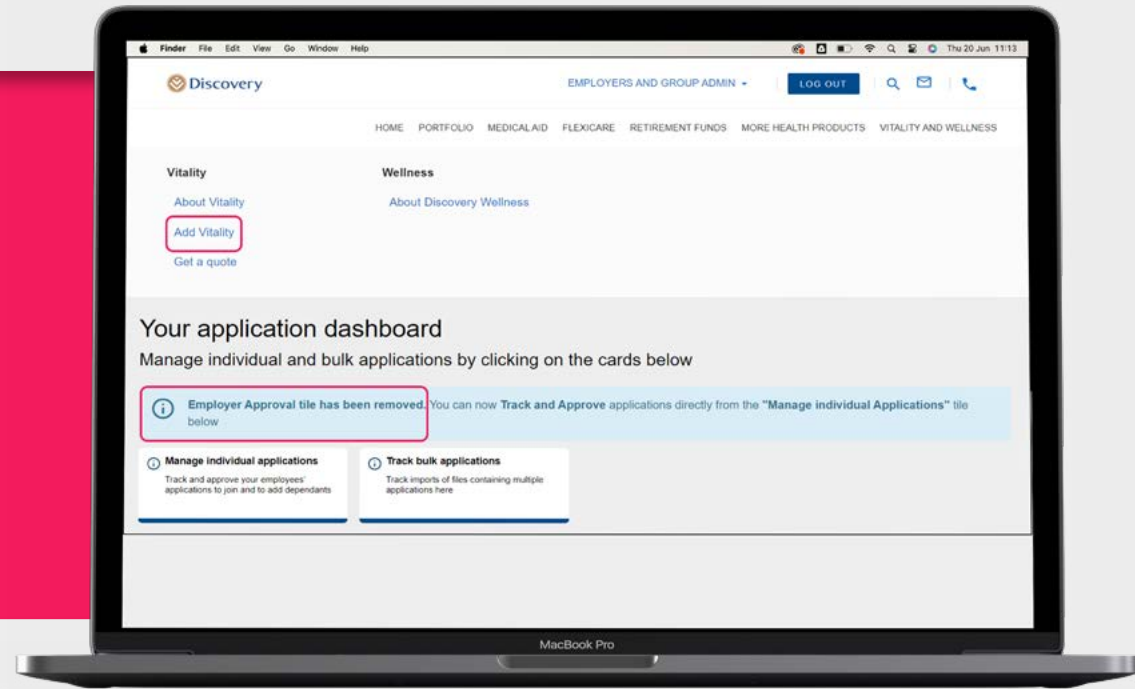 Finder File Edit View Go Window Help Thu 20 Jun 11:13
Discovery EMPLOYERS AND GROUP ADMIN LOG OUT
HOME PORTFOLIO MEDICAL AID FLEXICARE RETIREMENT FUNDS MORE HEALTH PRODUCTS VITALITY AND WELLNESS
Vitality Wellness
About Vitality About Discovery Wellness
Add Vitality
Get a quote
Your application dashboard
Manage individual and bulk applications by clicking on the cards below
Employer Approval tile has been removed. You can now Track and Approve applications directly from the "Manage individual Applications" tile
below
Manage individual applications
Track and approve your employees'
applications to join and to add dependants
Track bulk applications
Track imports of files containing multiple
applications here
MacBook Pro